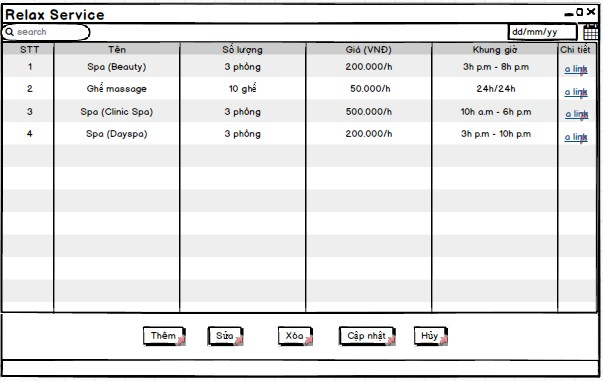 Relax Service
search dd/mm/yy
STT Tên Số lượng Giá (VNĐ) Khung giờ Chi tiết
1 Spa (Beauty) 3 phòng 200.000/h 3h p.m - 8h p.m a link
2 Ghế massage 10 ghế 50.000/h 24h/24h a link
3 Spa (Clinic Spa) 3 phòng 500.000/h 10h a.m - 6h p.m a link
4 Spa (Dayspa) 3 phòng 200.000/h 3h p.m - 10h p.m a link
Thêm Sửa Xóa Cập nhật Hủy